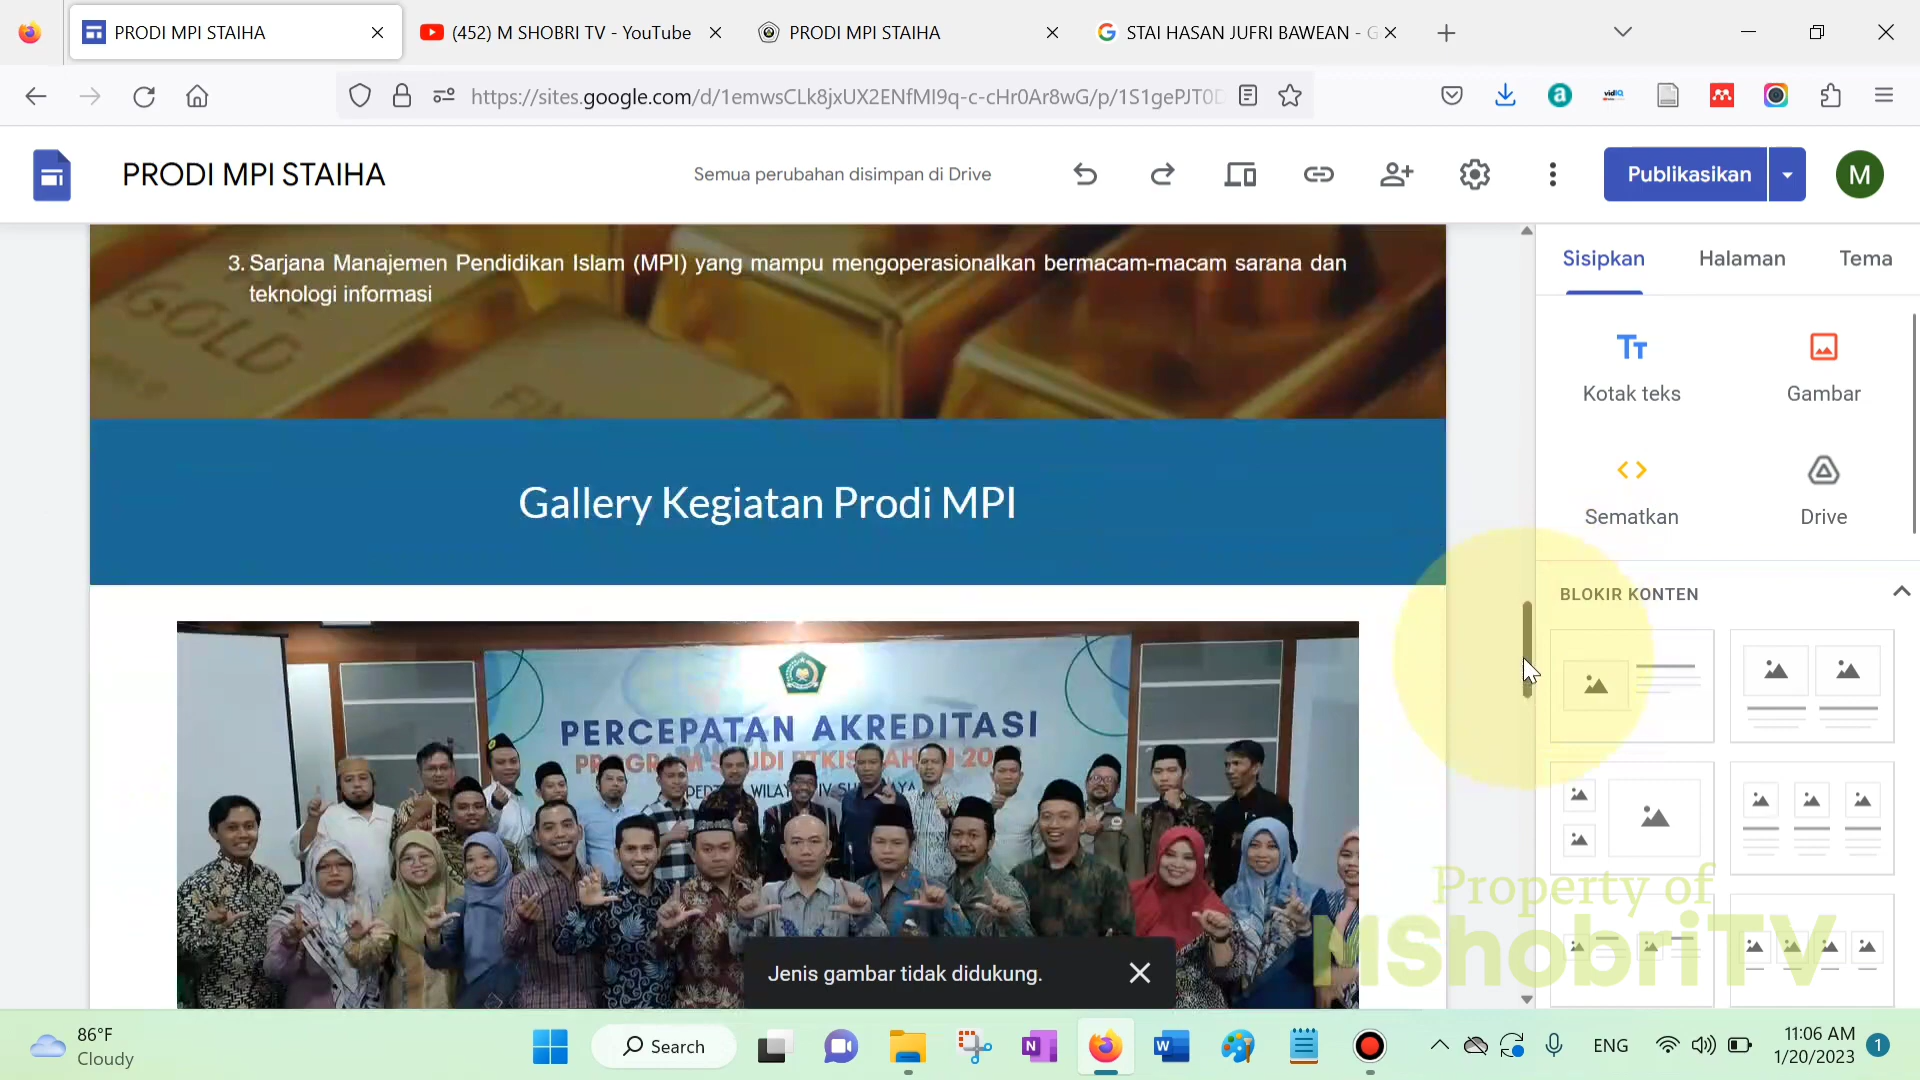 PRODI MPI STAIHA
(452) M SHOBRI TV - YouTube
PRODI MPI STAIHA
STAI HASAN JUFRI BAWEAN - G
https://sites.google.com/d/1emwsCLk8jxUX2ENfMI9q-c-cHr0Ar8wG/p/1S1gePJT0D
PRODI MPI STAIHA
Semua perubahan disimpan di Drive
Publikasikan
M
3. Sarjana Manajemen Pendidikan Islam (MPI) yang mampu mengoperasionalkan bermacam-macam sarana dan
teknologi informasi
GOLD
Gallery Kegiatan Prodi MPI
PERCEPATAN AKREDITASI
Sisipkan
Halaman
Tema
Kotak teks
Gambar
Sematkan
Drive
BLOKIR KONTEN
Jenis gambar tidak didukung.
Property of
MShobriTV
86°F
Cloudy
Search
ENG
11:06 AM
1/20/2023
1